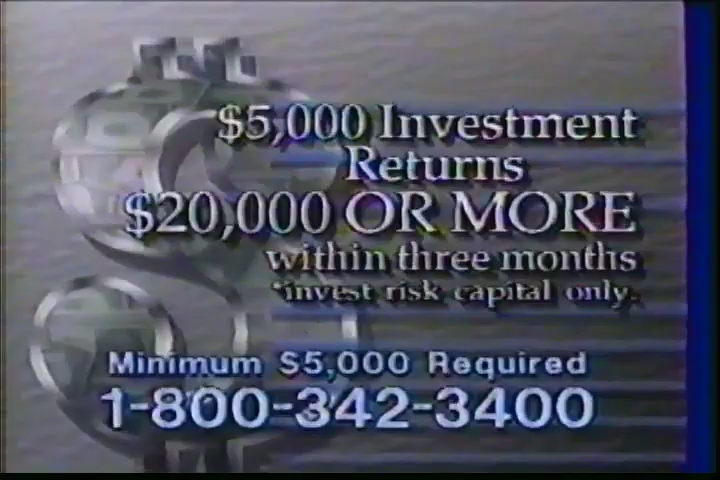 $5,000 Investment
Returns
$20,000 OR MORE
within three months
*invest risk capital only.
Minimum $5,000 Required
1-800-342-3400